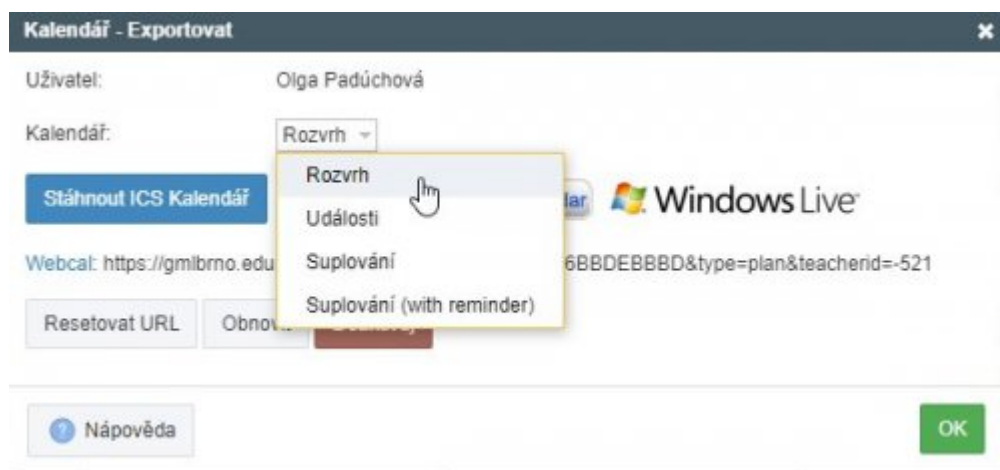 Kalendář - Exportovat
Uživatel: Olga Padúchová
Kalendář: Rozvrh
Rozvrh
Stáhnout ICS Kalendář Windows Live
Události
Suplování
Webcal: https://gmlbrno.edu 6BBDEBBBD&type=plan&teacherid=-521
Suplování (with reminder)
Resetovat URL
Nápověda OK